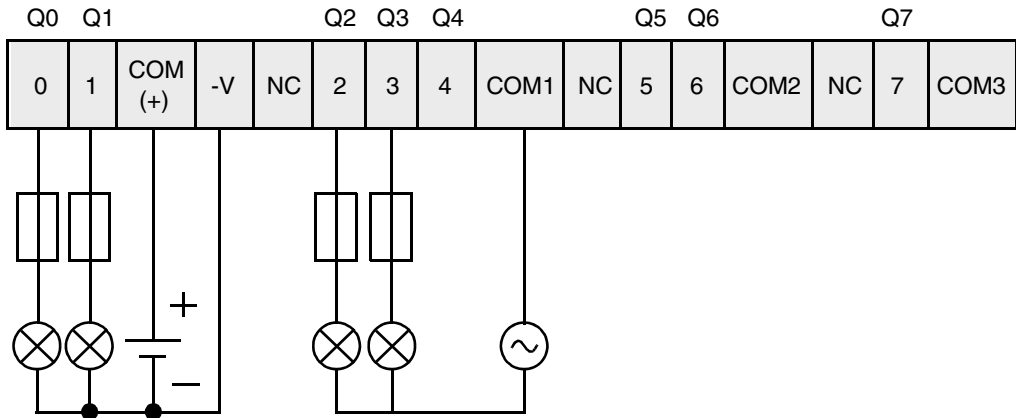 Q0 Q1 Q2 Q3 Q4 Q5 Q6 Q7
0 1 COM (+) -V NC 2 3 4 COM1 NC 5 6 COM2 NC 7 COM3
+
—